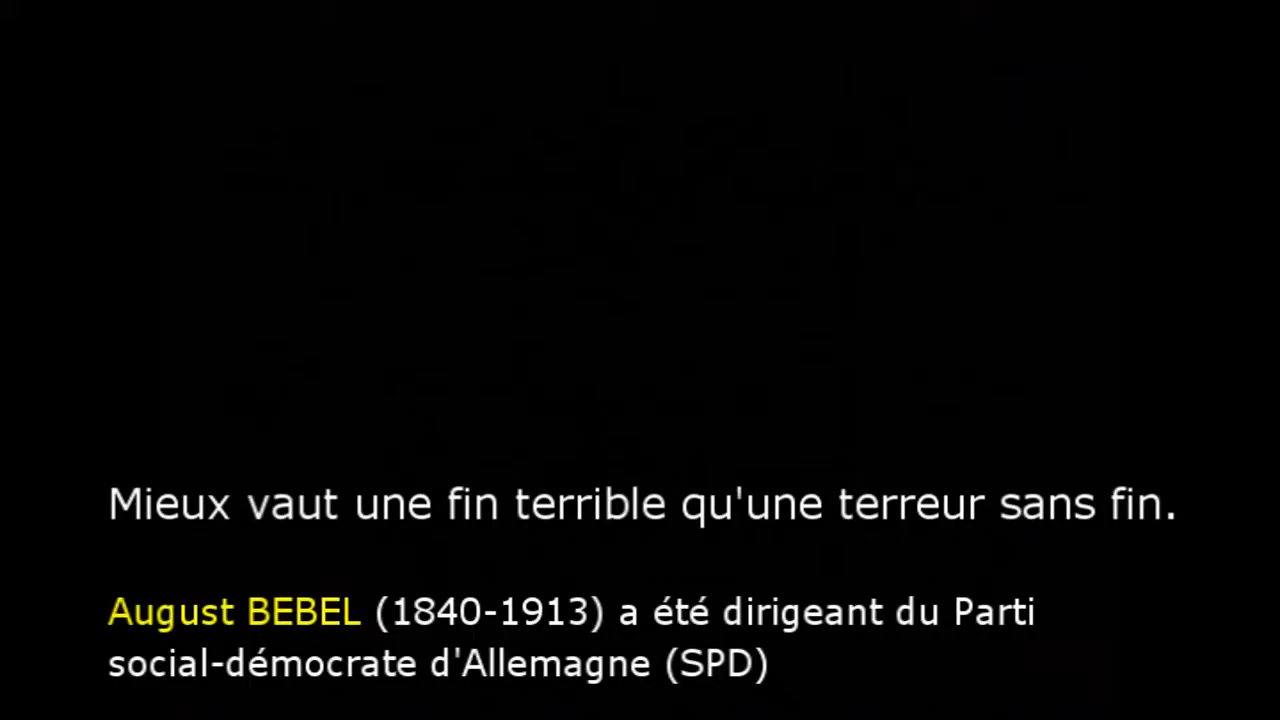 Mieux vaut une fin terrible qu'une terreur sans fin.
August BEBEL (1840-1913) a été dirigeant du Parti
social-démocrate d'Allemagne (SPD)